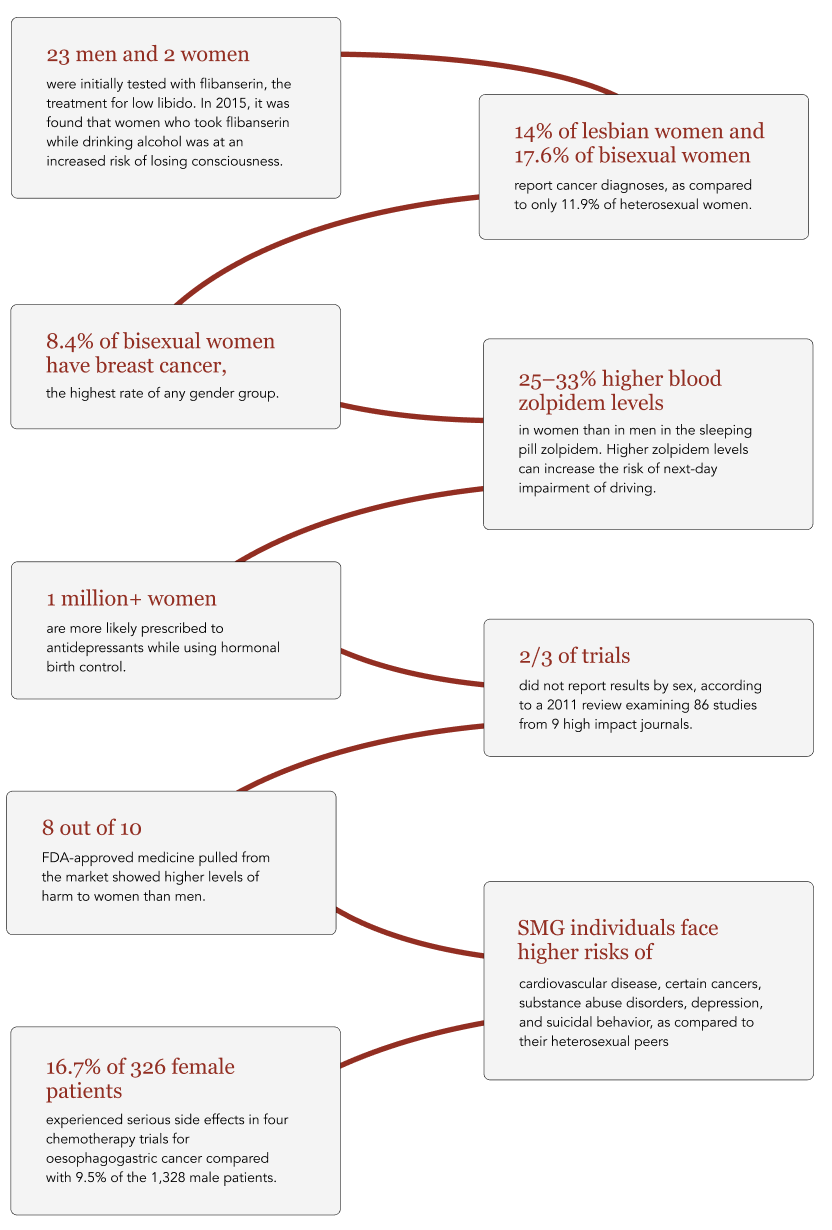 23 men and 2 women
were initially tested with flibanserin, the
treatment for low libido. In 2015, it was
found that women who took flibanserin
while drinking alcohol was at an
increased risk of losing consciousness.
14% of lesbian women and
17.6% of bisexual women
report cancer diagnoses, as compared
to only 11.9% of heterosexual women.
8.4% of bisexual women
have breast cancer,
the highest rate of any gender group.
25–33% higher blood
zolpidem levels
in women than in men in the sleeping
pill zolpidem. Higher zolpidem levels
can increase the risk of next-day
impairment of driving.
1 million+ women
are more likely prescribed to
antidepressants while using hormonal
birth control.
2/3 of trials
did not report results by sex, according
to a 2011 review examining 86 studies
from 9 high impact journals.
8 out of 10
FDA-approved medicine pulled from
the market showed higher levels of
harm to women than men.
SMG individuals face
higher risks of
cardiovascular disease, certain cancers,
substance abuse disorders, depression,
and suicidal behavior, as compared to
their heterosexual peers
16.7% of 326 female
patients
experienced serious side effects in four
chemotherapy trials for
oesophagogastric cancer compared
with 9.5% of the 1,328 male patients.